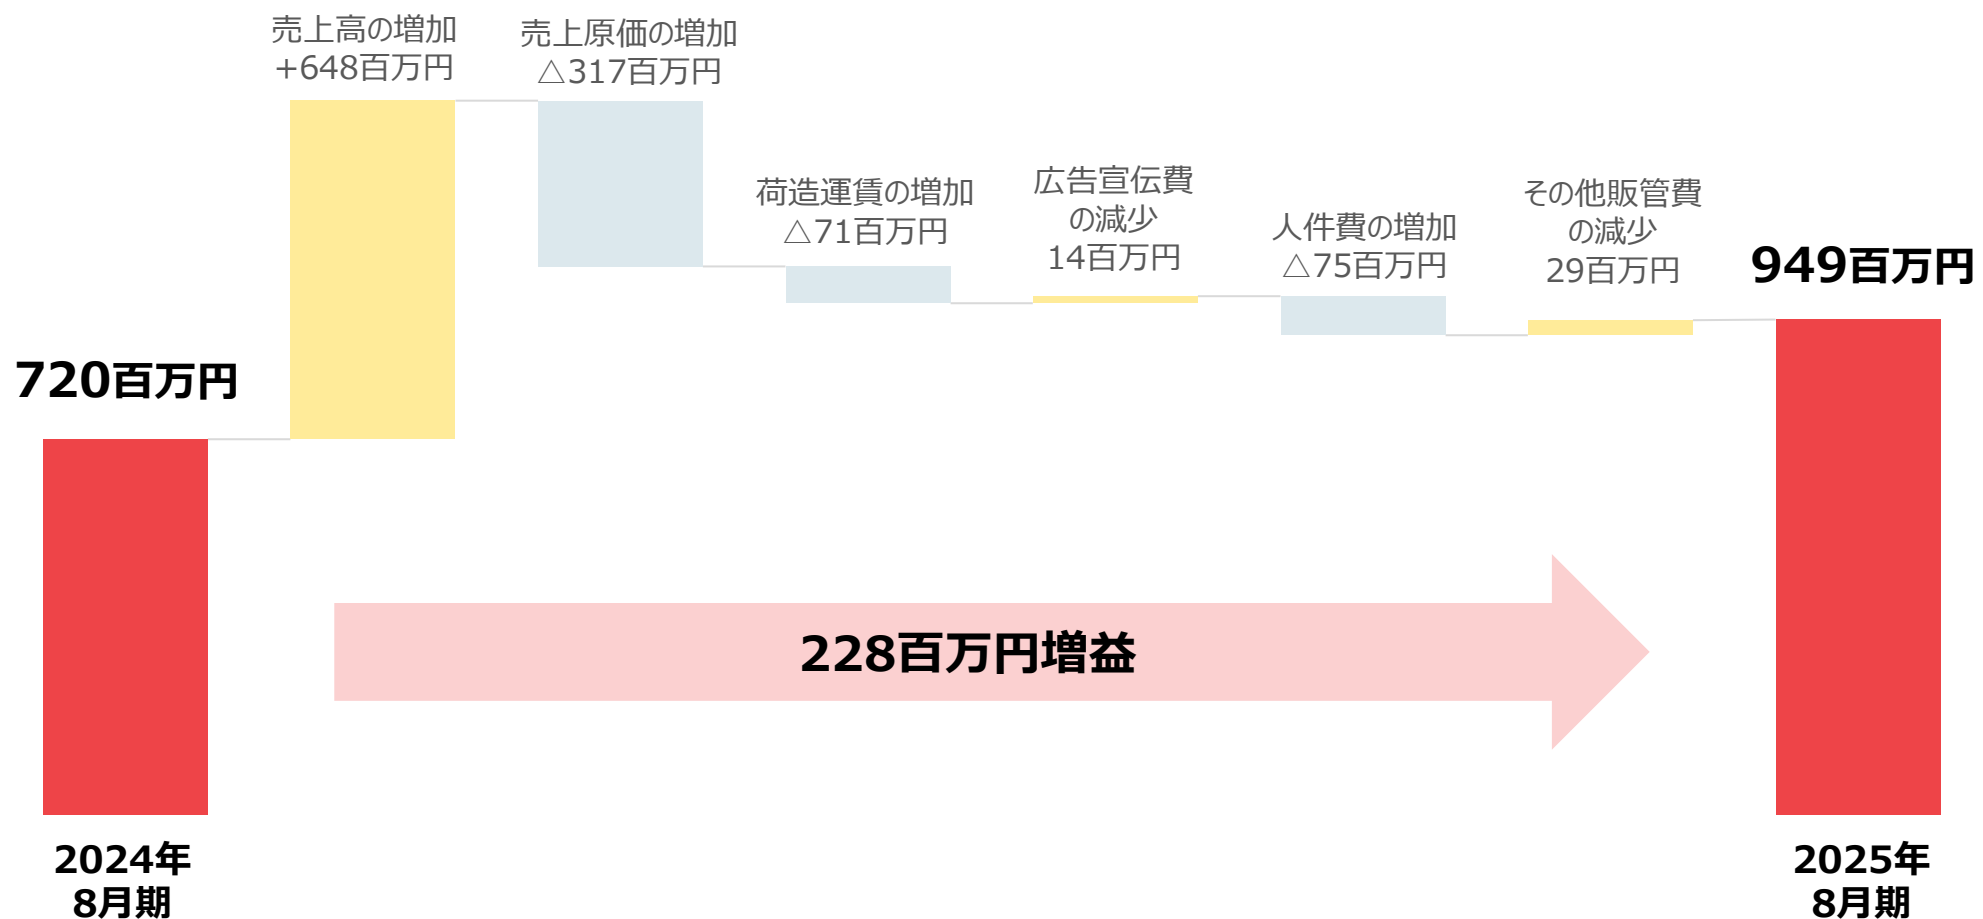 売上高の増加
+648百万円
売上原価の増加
△317百万円
荷造運賃の増加
△71百万円
広告宣伝費
の減少
14百万円
人件費の増加
△75百万円
その他販管費
の減少
29百万円
949百万円
720百万円
228百万円増益
2024年
8月期
2025年
8月期